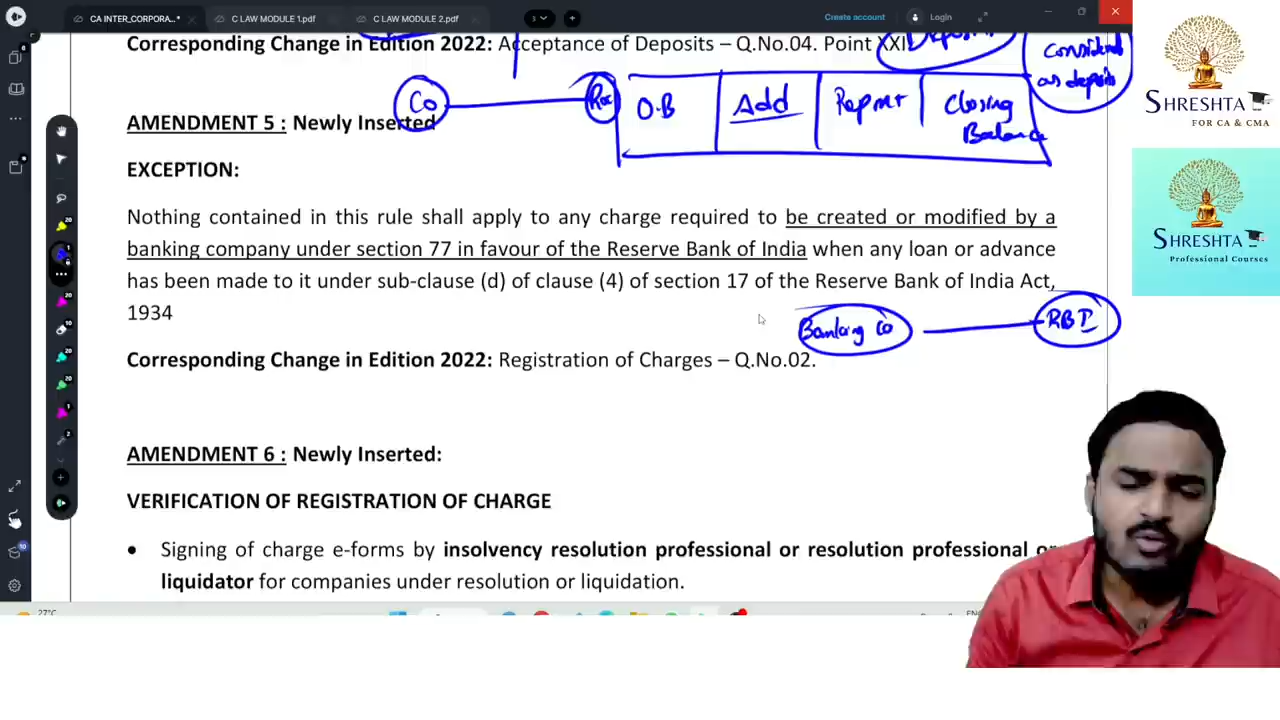 CA INTER_CORPORA...*
C LAW MODULE 1.pdf
C LAW MODULE 2.pdf
3
Create account
Login
Corresponding Change in Edition 2022: Acceptance of Deposits – Q.No.04. Point XXI.
Considered
as deposits
Co
Roc
O.B
Add
Repmt
Closing
Balance
AMENDMENT 5 : Newly Inserted
EXCEPTION:
Nothing contained in this rule shall apply to any charge required to be created or modified by a
banking company under section 77 in favour of the Reserve Bank of India when any loan or advance
has been made to it under sub-clause (d) of clause (4) of section 17 of the Reserve Bank of India Act,
1934
Banking Co
RBI
Corresponding Change in Edition 2022: Registration of Charges – Q.No.02.
AMENDMENT 6 : Newly Inserted:
VERIFICATION OF REGISTRATION OF CHARGE
• Signing of charge e-forms by insolvency resolution professional or resolution professional or
liquidator for companies under resolution or liquidation.
27°C
SHRESHTA
FOR CA & CMA
SHRESHTA
Professional Courses